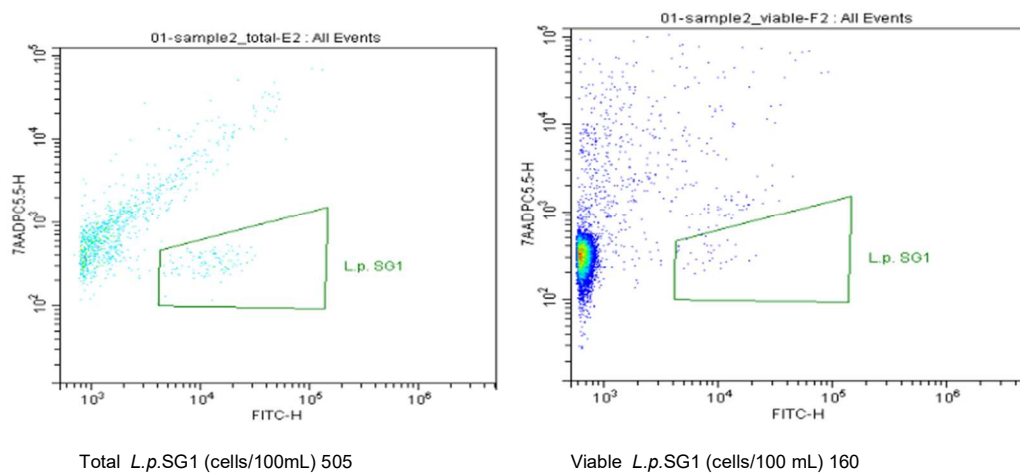 01-sample2_total-E2 : All Events
10^5
10^4
10^3
10^2
7AADPC5.5-H
L.p. SG1
10^3 10^4 10^5 10^6
FITC-H
Total L.p.SG1 (cells/100mL) 505
01-sample2_viable-F2 : All Events
10^5
10^4
10^3
10^2
7AADPC5.5-H
L.p. SG1
10^3 10^4 10^5 10^6
FITC-H
Viable L.p.SG1 (cells/100 mL) 160